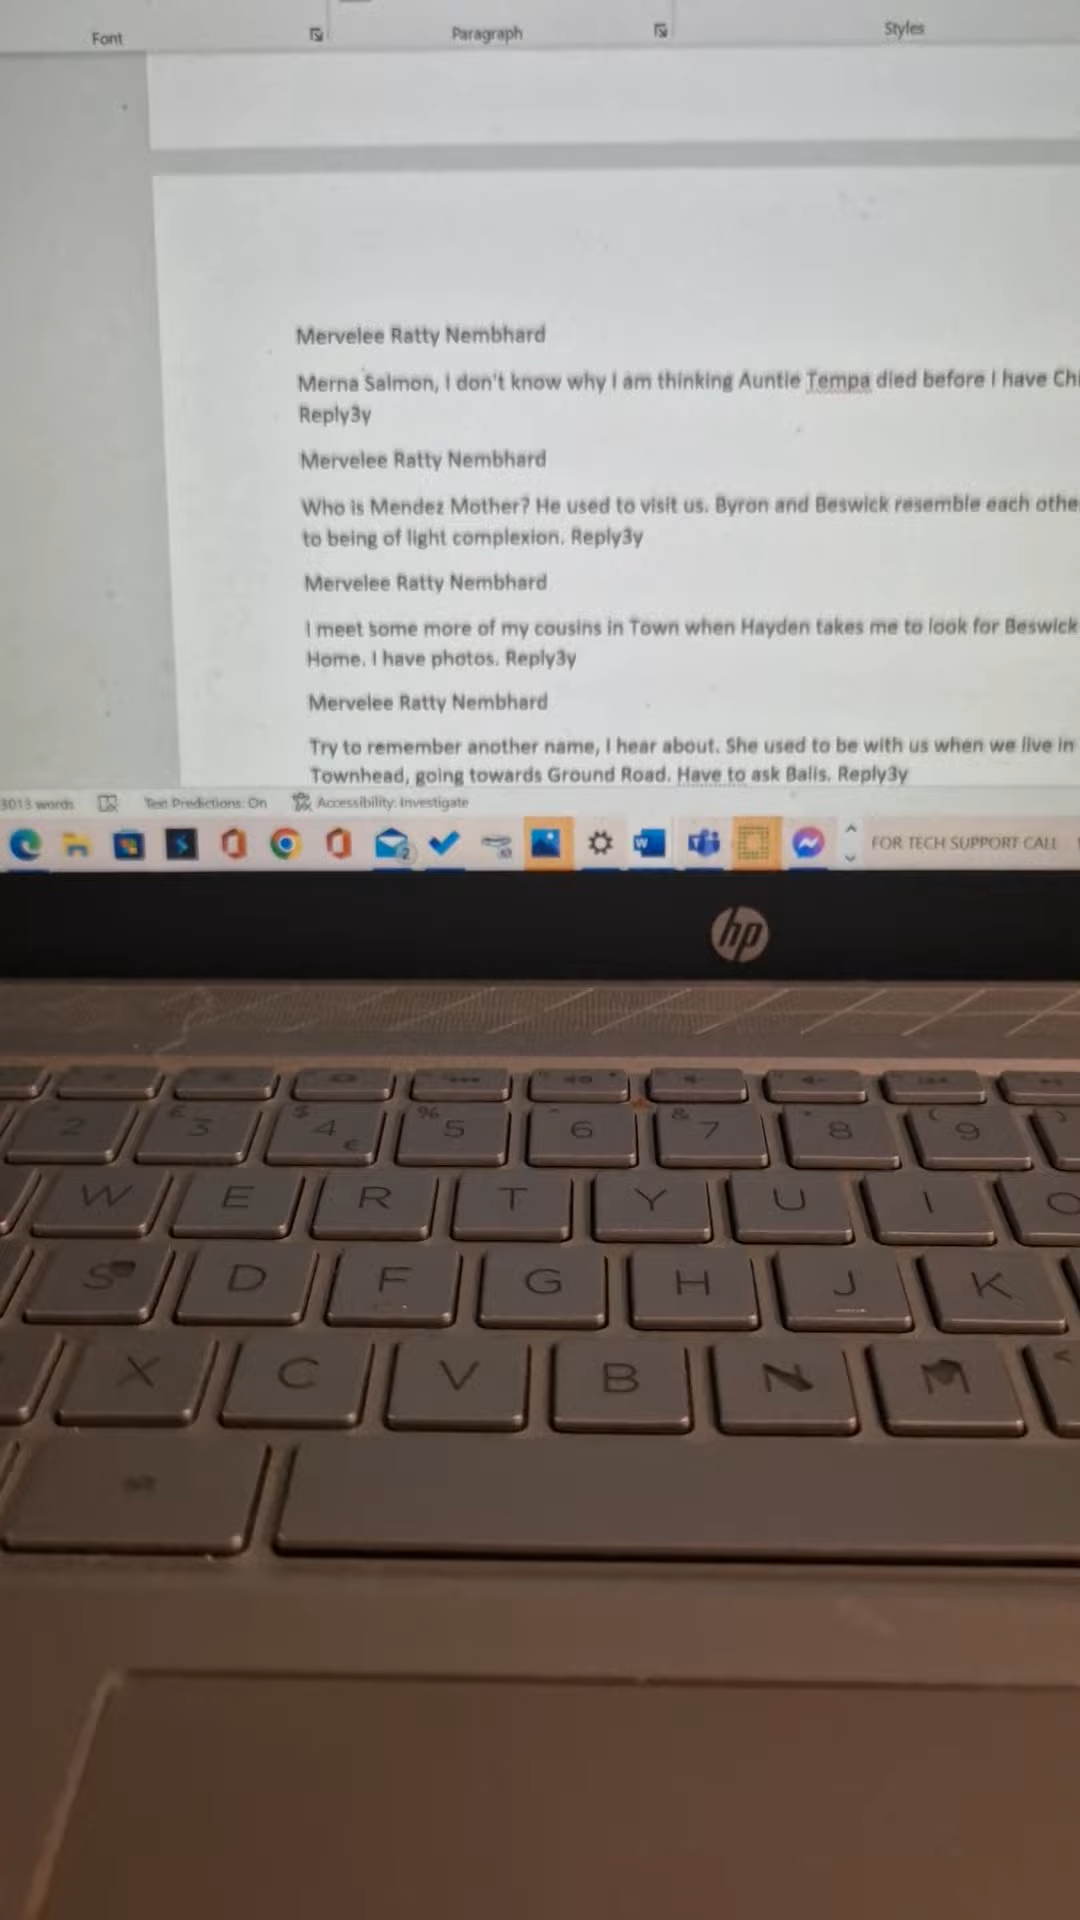 Font
Paragraph
Styles
Mervelee Ratty Nembhard
Merna Salmon, I don't know why I am thinking Auntie Tempa died before I have Chi
Reply3y
Mervelee Ratty Nembhard
Who is Mendez Mother? He used to visit us. Byron and Beswick resemble each othe
to being of light complexion. Reply3y
Mervelee Ratty Nembhard
I meet some more of my cousins in Town when Hayden takes me to look for Beswick
Home. I have photos. Reply3y
Mervelee Ratty Nembhard
Try to remember another name, I hear about. She used to be with us when we live in
Townhead, going towards Ground Road. Have to ask Balis. Reply3y
3013 words
Text Predictions: On
Accessibility: Investigate
FOR TECH SUPPORT CALL
hp
2 £ 3 $ 4 € % 5 ^ 6 & 7 * 8 ( 9 )
W E R T Y U I O
S D F G H J K
X C V B N M <